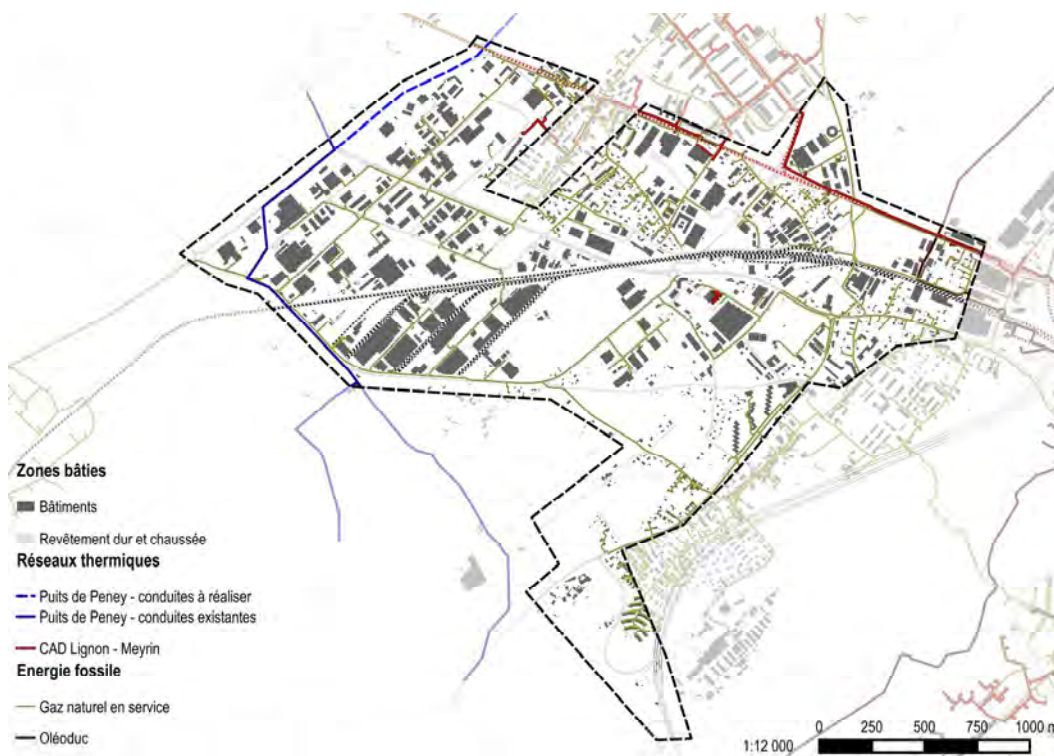 Zones bâties
Bâtiments
Revêtement dur et chaussée
Réseaux thermiques
Puits de Peney - conduites à réaliser
Puits de Peney - conduites existantes
CAD Lignon - Meyrin
Energie fossile
Gaz naturel en service
Oléoduc
0 250 500 750 1000 m
1:12 000